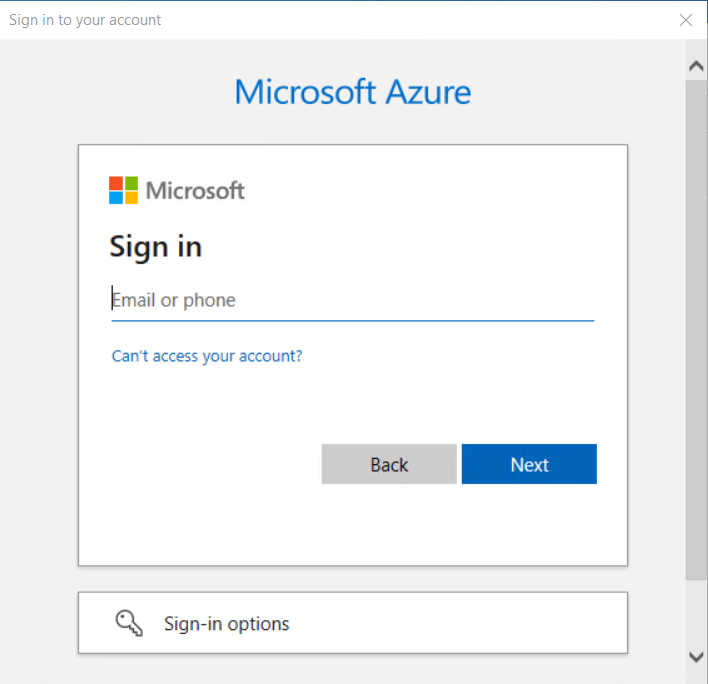 Sign in to your account
Microsoft Azure
Microsoft
Sign in
Email or phone
Can't access your account?
Back
Next
Sign-in options